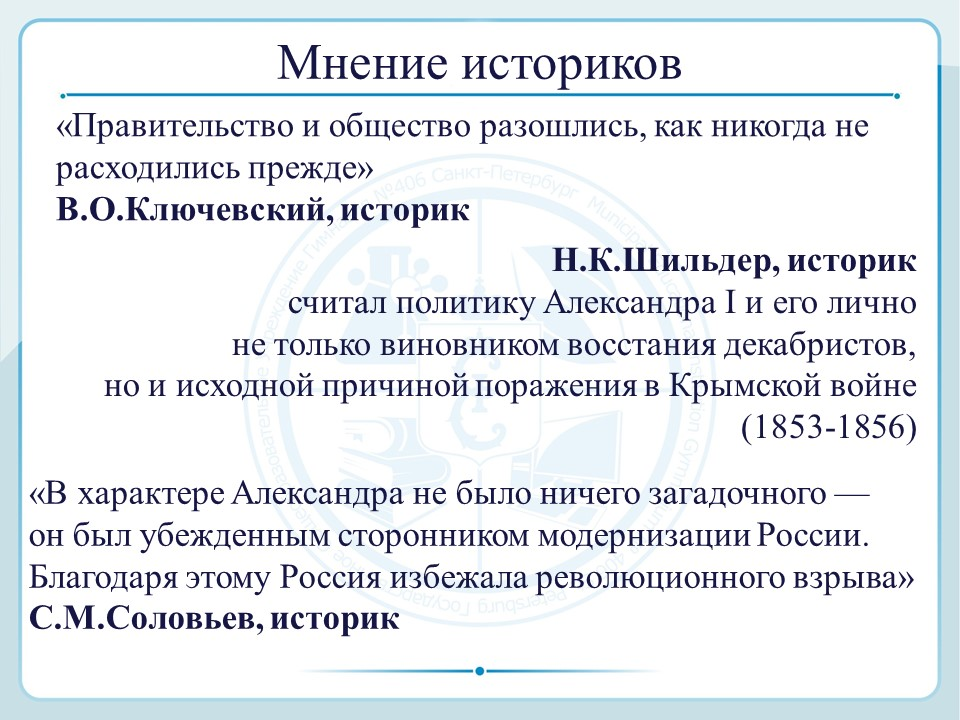 Мнение историков
«Правительство и общество разошлись, как никогда не
расходились прежде»
В.О.Ключевский, историк
Н.К.Шильдер, историк
считал политику Александра I и его лично
не только виновником восстания декабристов,
но и исходной причиной поражения в Крымской войне
(1853-1856)
«В характере Александра не было ничего загадочного —
он был убежденным сторонником модернизации России.
Благодаря этому Россия избежала революционного взрыва»
С.М.Соловьев, историк